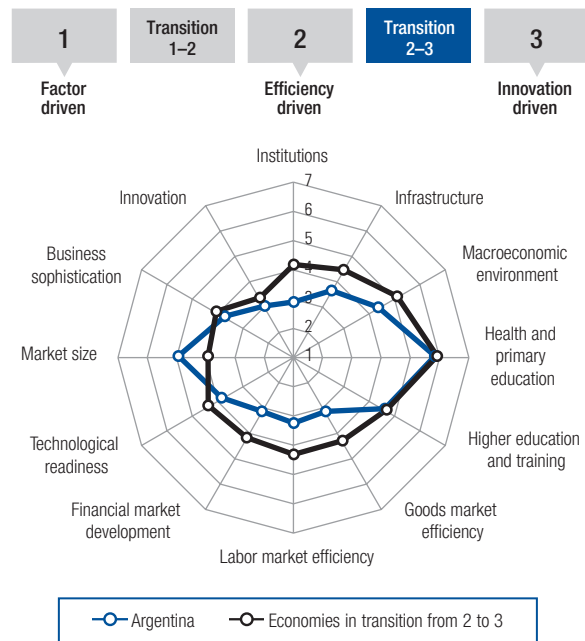 1
Transition
1–2
2
Transition
2–3
3
Factor
driven
Efficiency
driven
Innovation
driven
Institutions
7
Innovation
6
Infrastructure
5
Business
sophistication
4
Macroeconomic
environment
3
2
Market size
1
Health and
primary
education
Technological
readiness
Higher education
and training
Financial market
development
Goods market
efficiency
Labor market efficiency
Argentina
Economies in transition from 2 to 3